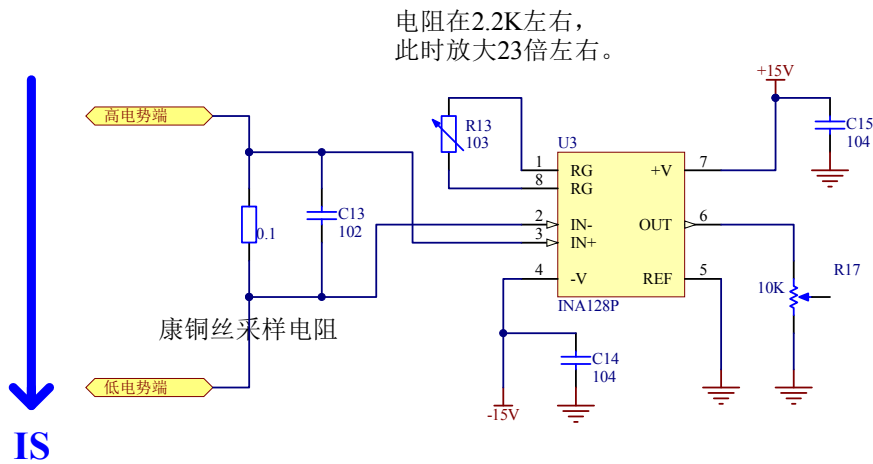 电阻在2.2K左右，
此时放大23倍左右。
+15V
高电势端
R13
103
C15
104
U3
1
RG
+V
7
8
RG
0.1
C13
102
2
IN-
OUT
6
3
IN+
4
-V
REF
5
10K
R17
INA128P
康铜丝采样电阻
C14
104
低电势端
-15V
IS